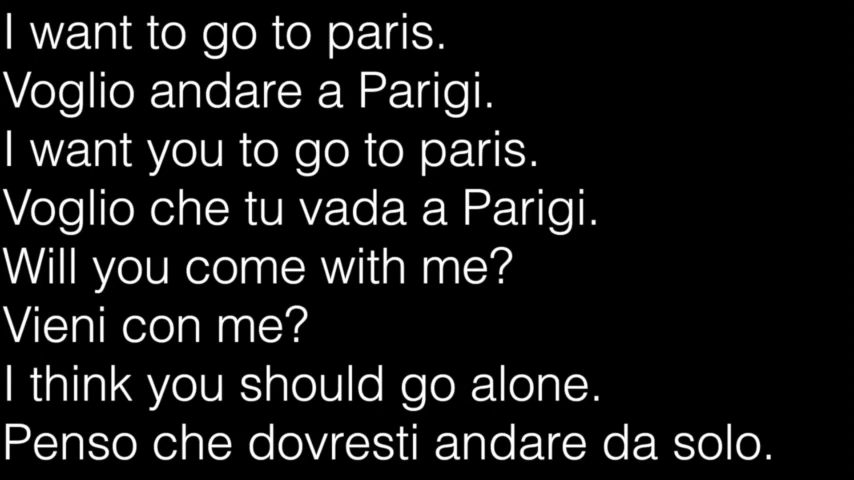 I want to go to paris.
Voglio andare a Parigi.
I want you to go to paris.
Voglio che tu vada a Parigi.
Will you come with me?
Vieni con me?
I think you should go alone.
Penso che dovresti andare da solo.